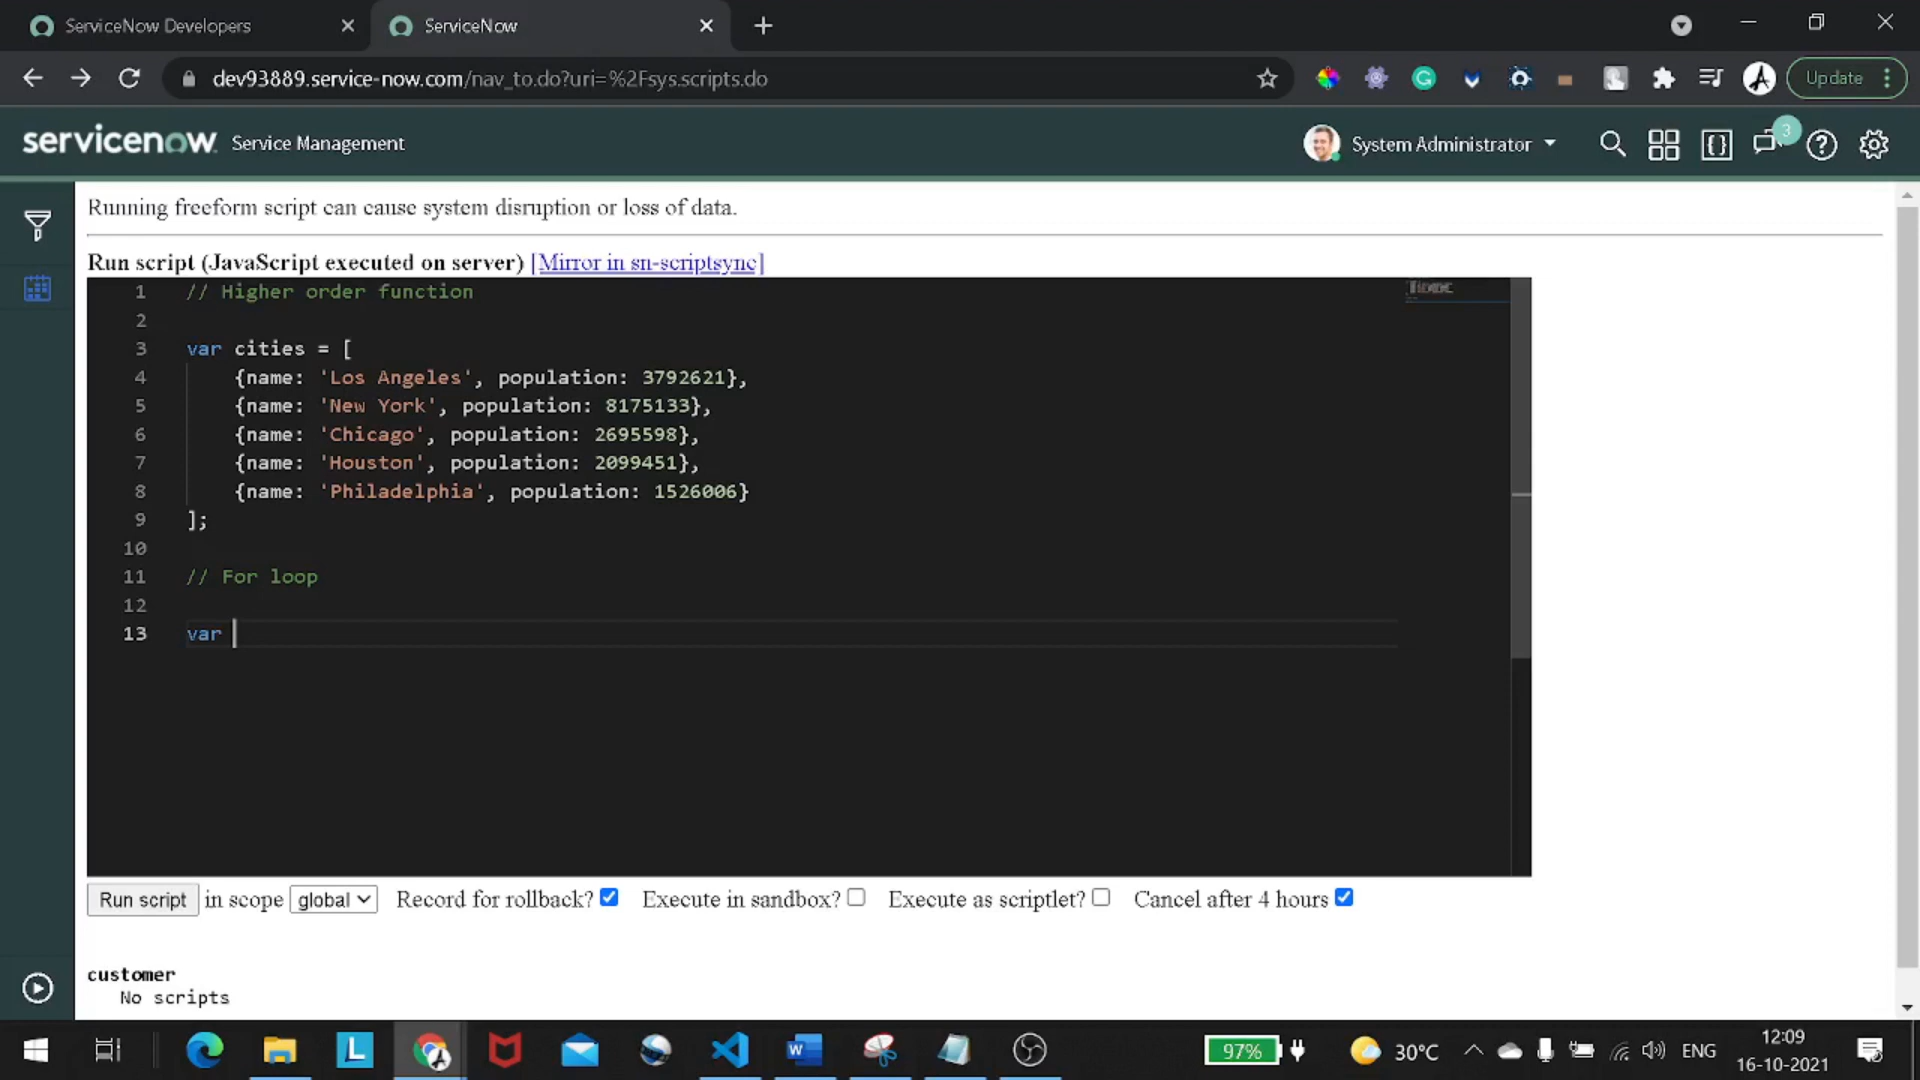 ServiceNow Developers
ServiceNow
dev93889.service-now.com/nav_to.do?uri=%2Fsys.scripts.do
Update
servicenow
Service Management
System Administrator
3
Running freeform script can cause system disruption or loss of data.
Run script (JavaScript executed on server) [Mirror in sn-scriptsync]
1 // Higher order function
2
3 var cities = [
4 {name: 'Los Angeles', population: 3792621},
5 {name: 'New York', population: 8175133},
6 {name: 'Chicago', population: 2695598},
7 {name: 'Houston', population: 2099451},
8 {name: 'Philadelphia', population: 1526006}
9 ];
10
11 // For loop
12
13 var
Run script in scope global Record for rollback? Execute in sandbox? Execute as scriptlet? Cancel after 4 hours
customer
No scripts
97%
30°C
ENG
12:09
16-10-2021